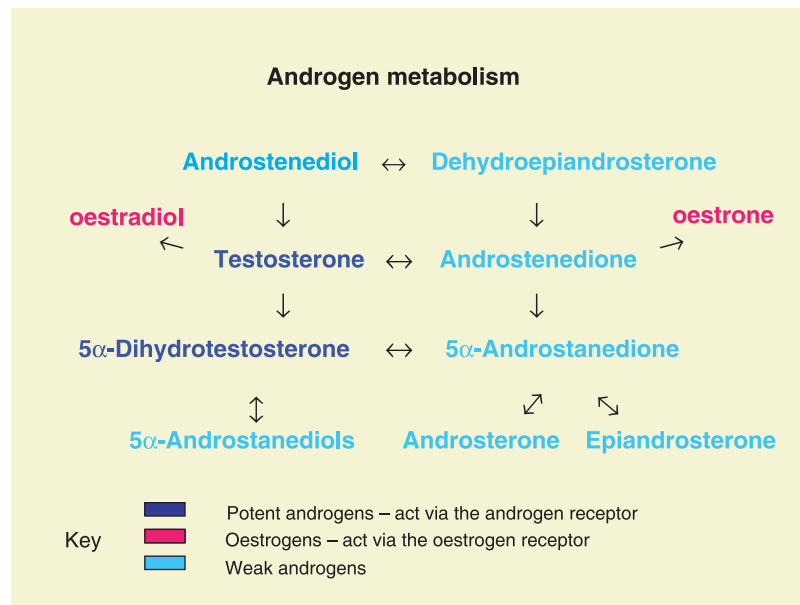 Androgen metabolism
Androstenediol ↔ Dehydroepiandrosterone
oestradiol ↓ ↓ oestrone
Testosterone ↔ Androstenedione
↓ ↓
5α-Dihydrotestosterone ↔ 5α-Androstanedione
5α-Androstanediols Androsterone Epiandrosterone
Key
Potent androgens – act via the androgen receptor
Oestrogens – act via the oestrogen receptor
Weak androgens